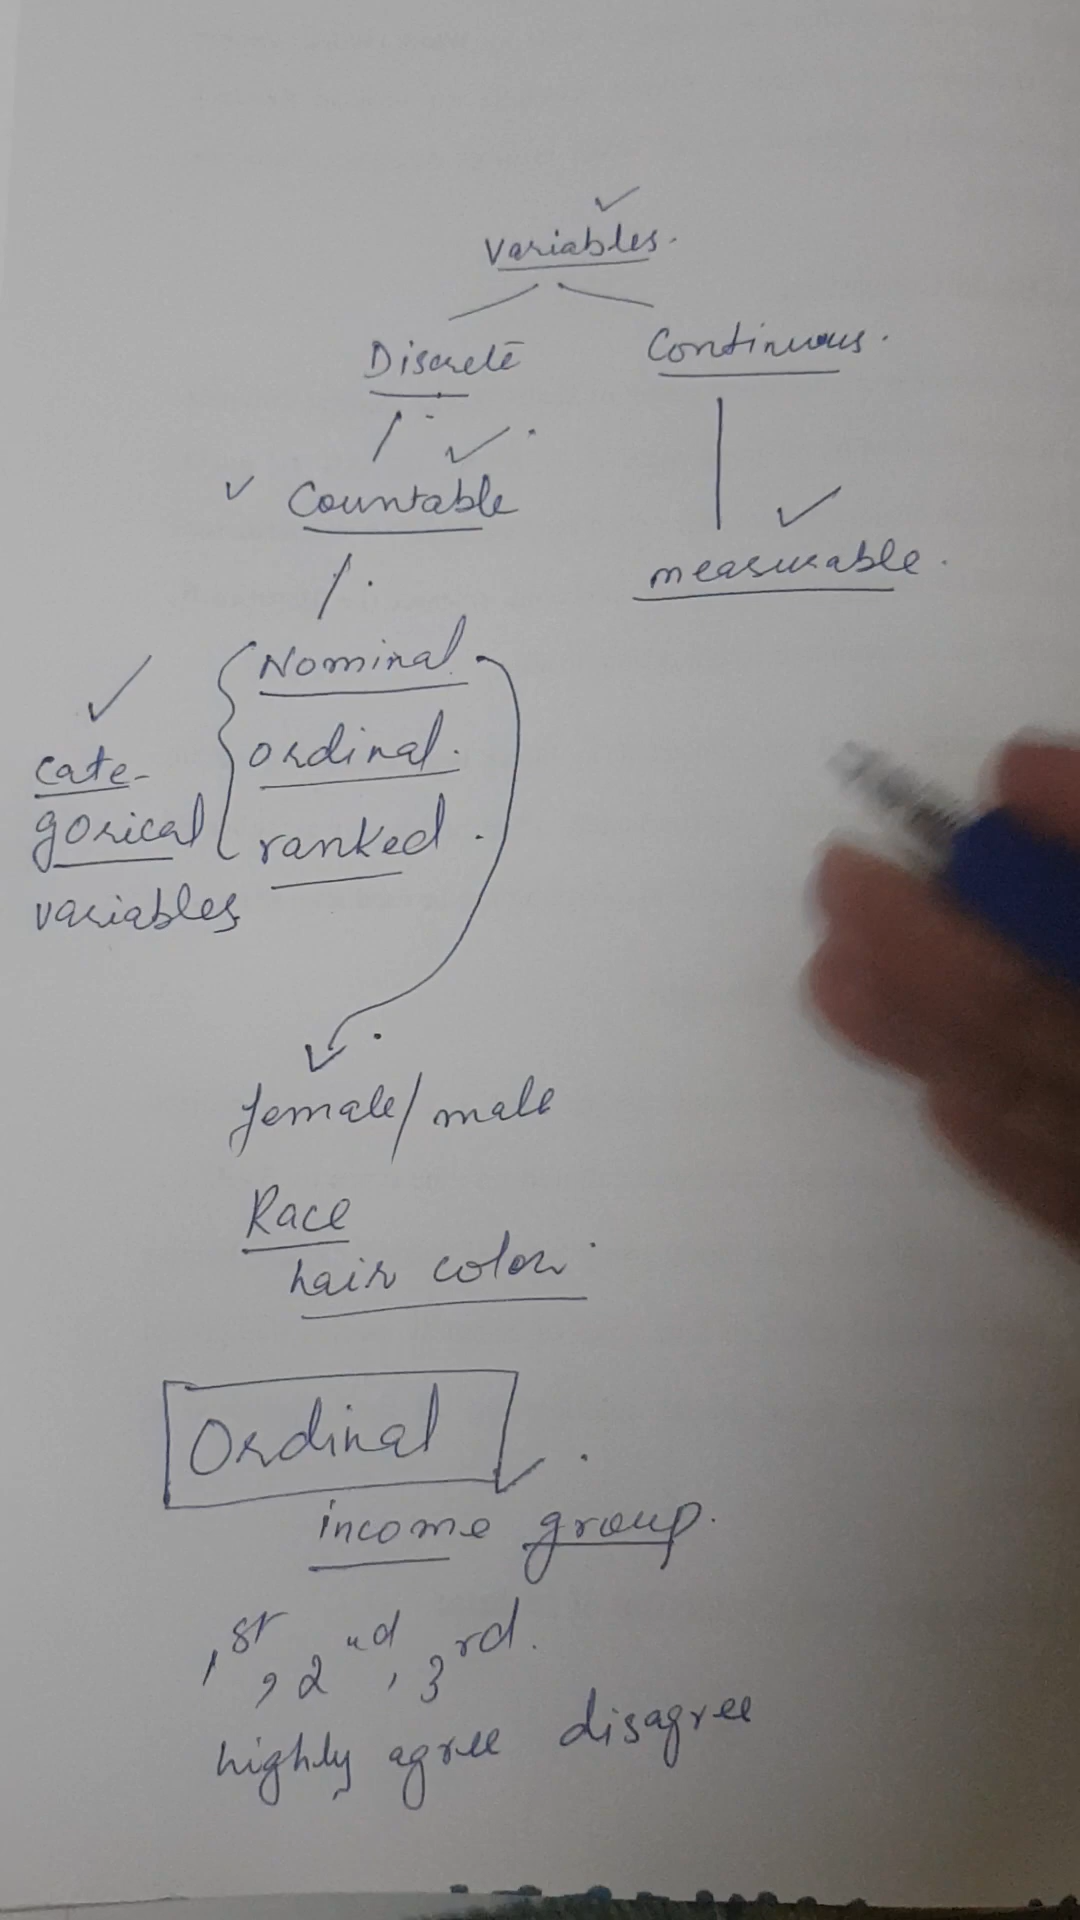 Variables.
Discrete
Continuous.
Countable
measurable.
Nominal
ordinal.
ranked.
cate-
gorical
variables
female/male
Race
hair color
Ordinal
income group.
1st, 2nd, 3rd.
highly agree disagree